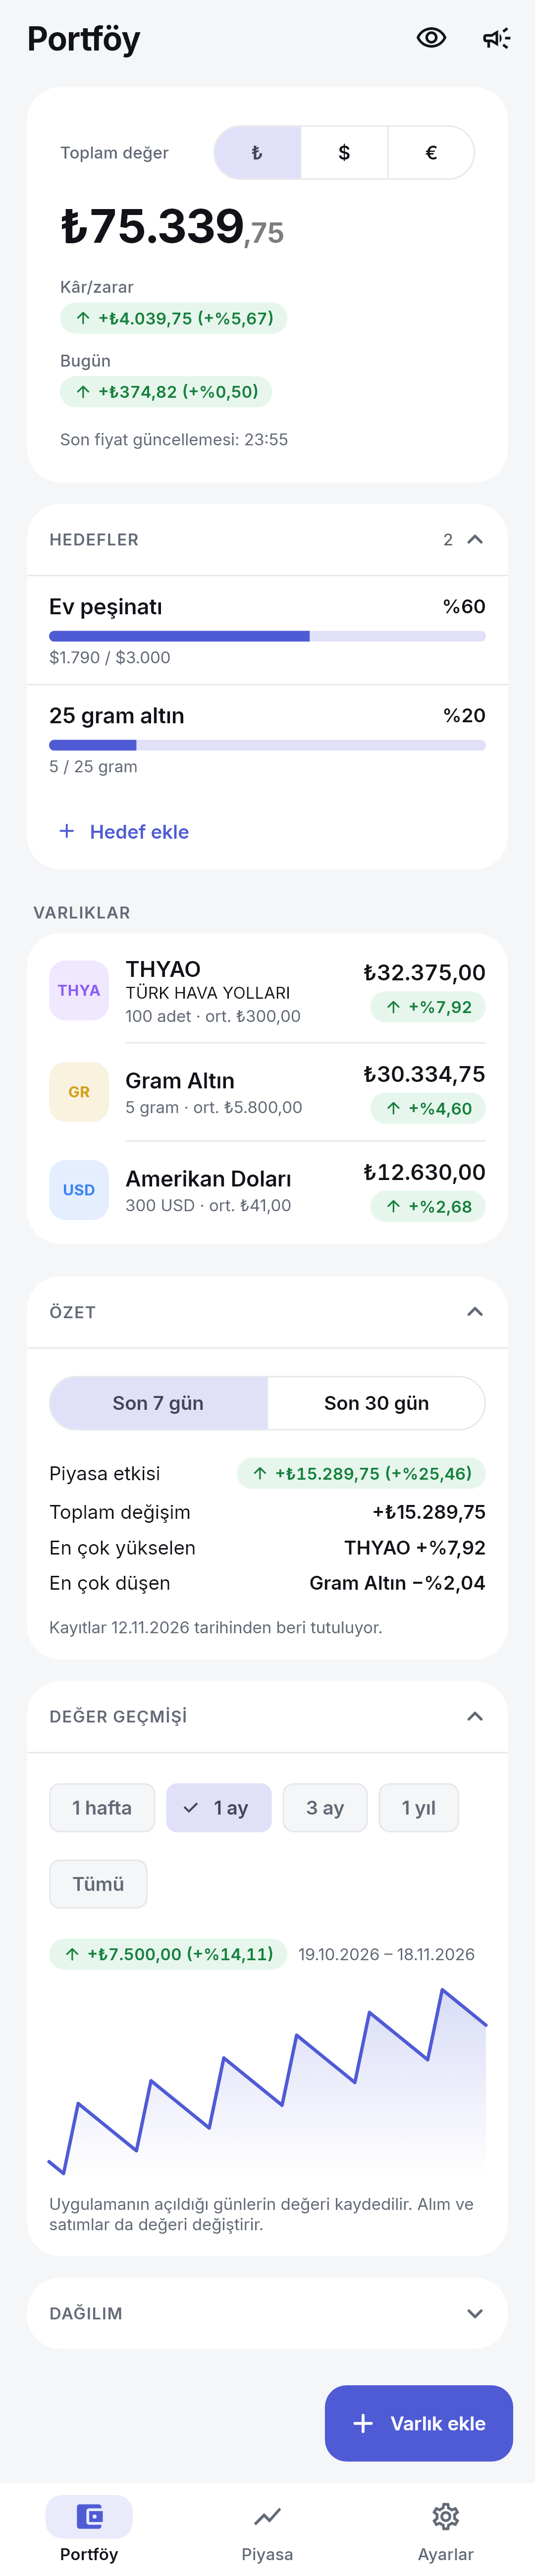 Portföy
Toplam değer
₺ $ €
₺75.339,75
Kâr/zarar
+₺4.039,75 (+%5,67)
Bugün
+₺374,82 (+%0,50)
Son fiyat güncellemesi: 23:55
HEDEFLER 2
Ev peşinatı %60
$1.790 / $3.000
25 gram altın %20
5 / 25 gram
+ Hedef ekle
VARLIKLAR
THYA THYAO ₺32.375,00
TÜRK HAVA YOLLARI
100 adet · ort. ₺300,00 +%7,92
GR Gram Altın ₺30.334,75
5 gram · ort. ₺5.800,00 +%4,60
USD Amerikan Doları ₺12.630,00
300 USD · ort. ₺41,00 +%2,68
ÖZET
Son 7 gün Son 30 gün
Piyasa etkisi +₺15.289,75 (+%25,46)
Toplam değişim +₺15.289,75
En çok yükselen THYAO +%7,92
En çok düşen Gram Altın −%2,04
Kayıtlar 12.11.2026 tarihinden beri tutuluyor.
DEĞER GEÇMİŞİ
1 hafta 1 ay 3 ay 1 yıl
Tümü
+₺7.500,00 (+%14,11) 19.10.2026 – 18.11.2026
Uygulamanın açıldığı günlerin değeri kaydedilir. Alım ve
satımlar da değeri değiştirir.
DAĞILIM
+ Varlık ekle
Portföy Piyasa Ayarlar